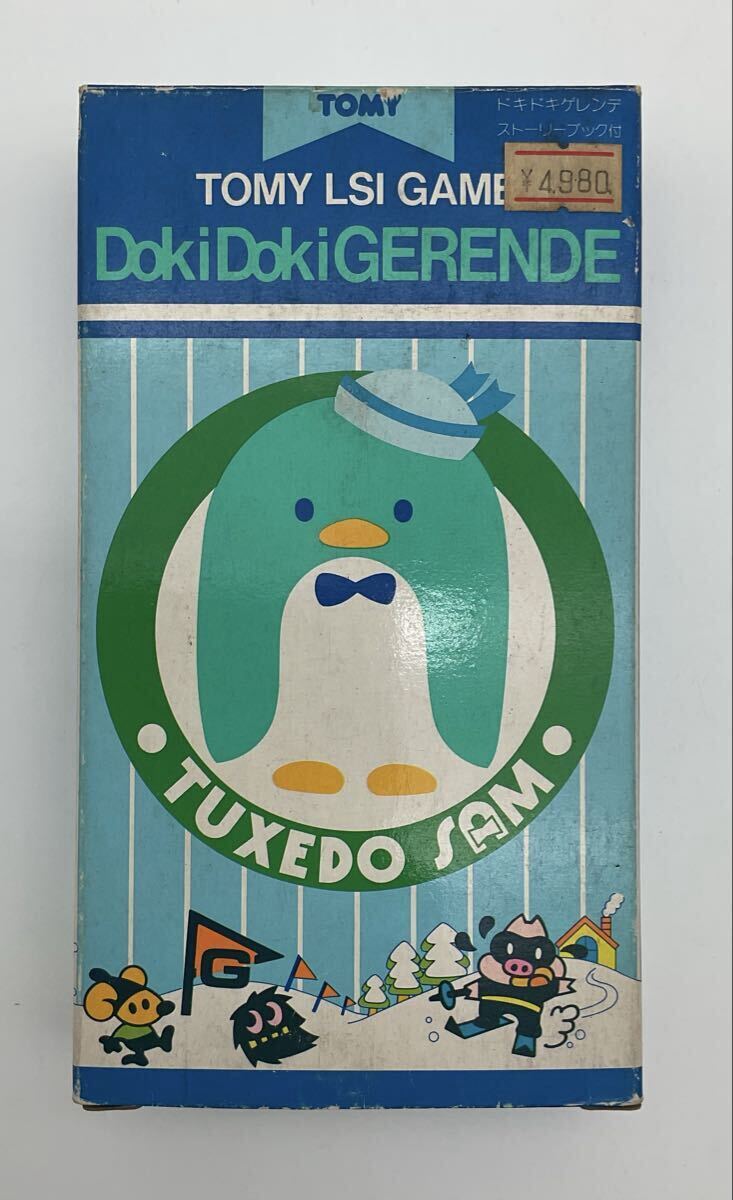 TOMY
ドキドキゲレンデ
ストーリーブック付
TOMY LSI GAME
¥4,980
DokiDokiGERENDE
TUXEDO SAM
G